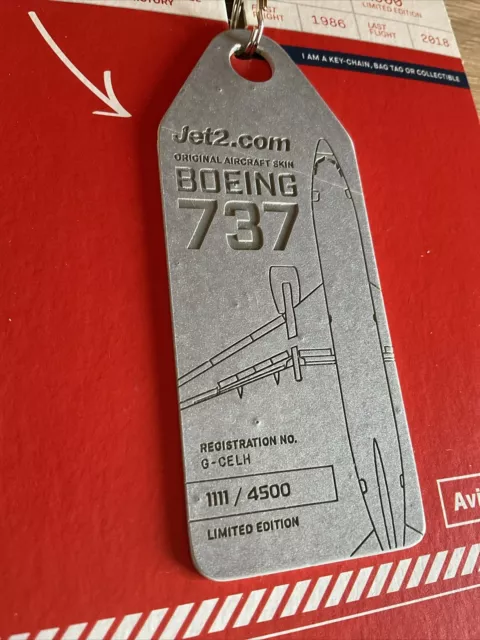 HISTORY
FIRST FLIGHT
1986
LIMITED EDITION
LAST FLIGHT
2018
I AM A KEY-CHAIN, BAG TAG OR COLLECTIBLE
Jet2.com
ORIGINAL AIRCRAFT SKIN
BOEING
737
REGISTRATION NO.
G-CELH
1111 / 4500
LIMITED EDITION
Avi